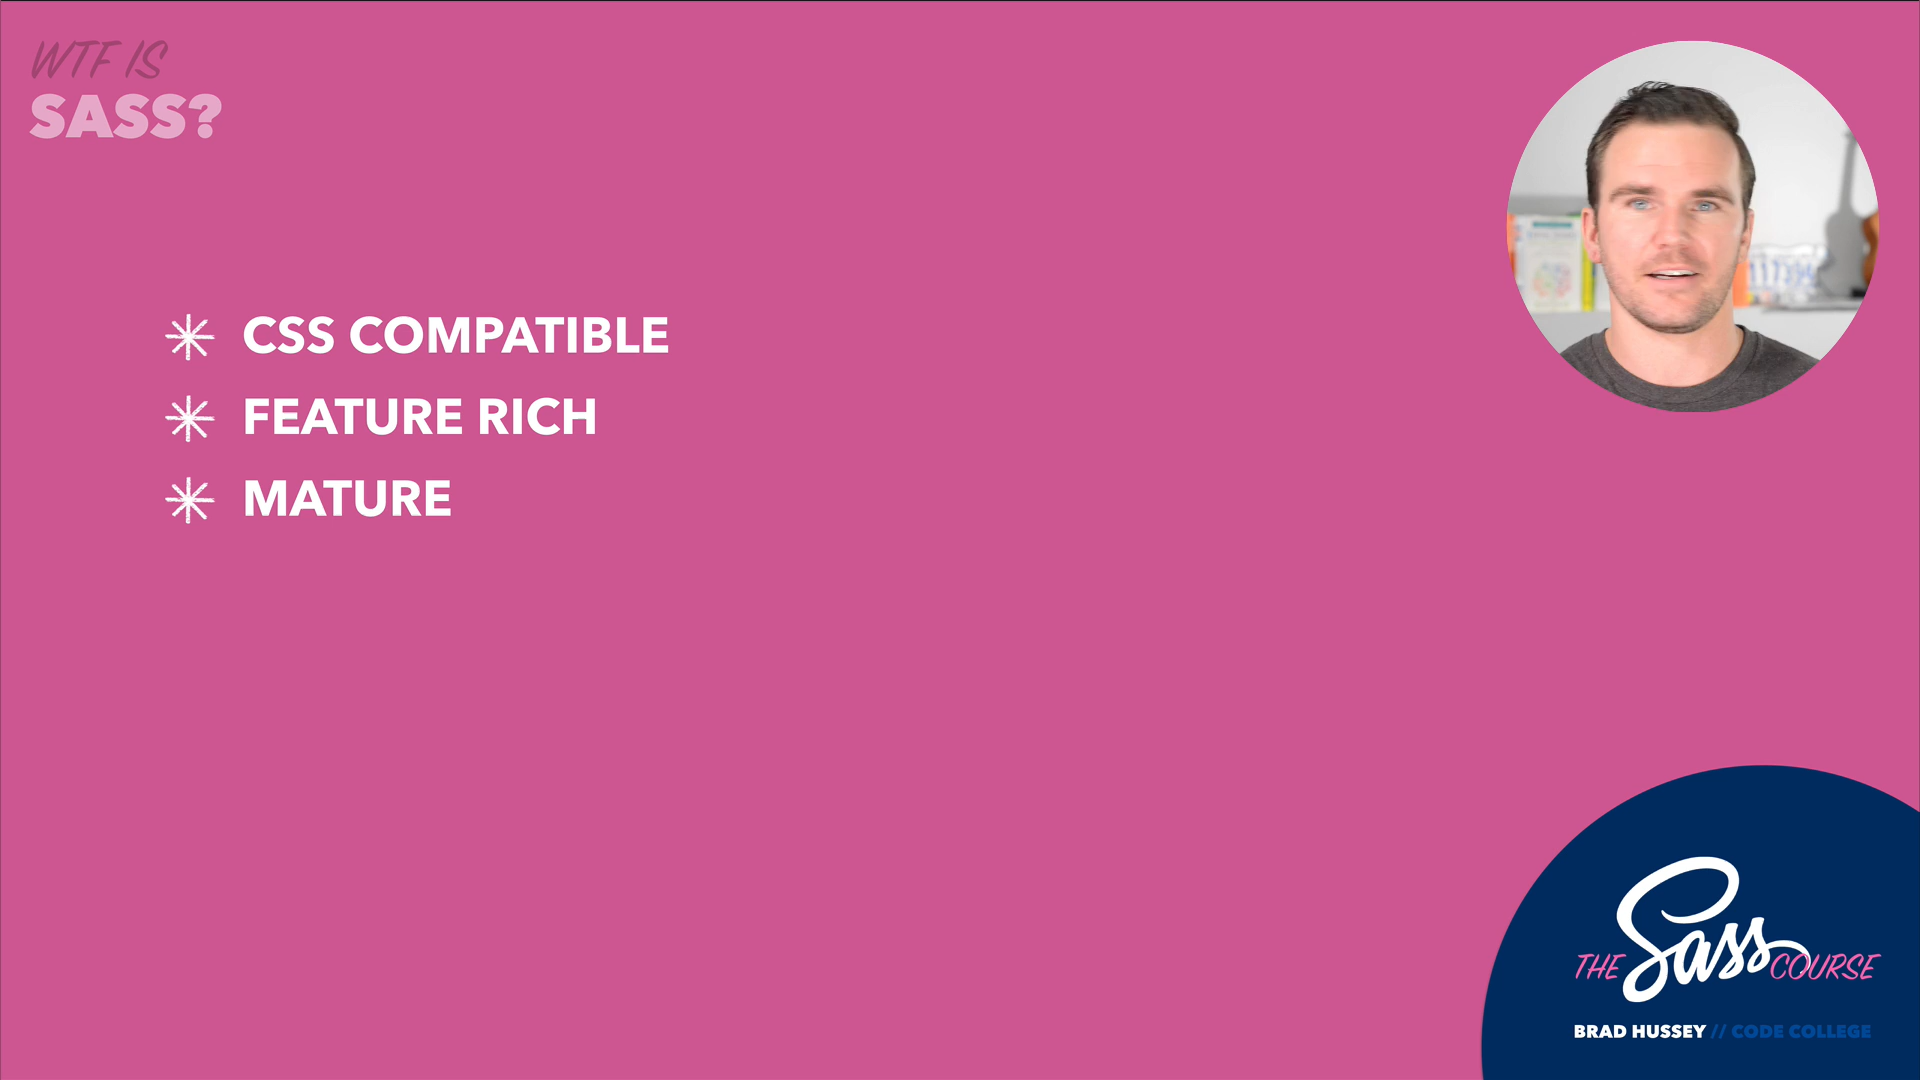 WTF IS
SASS?
CSS COMPATIBLE
FEATURE RICH
MATURE
THE Sass COURSE
BRAD HUSSEY // CODE COLLEGE